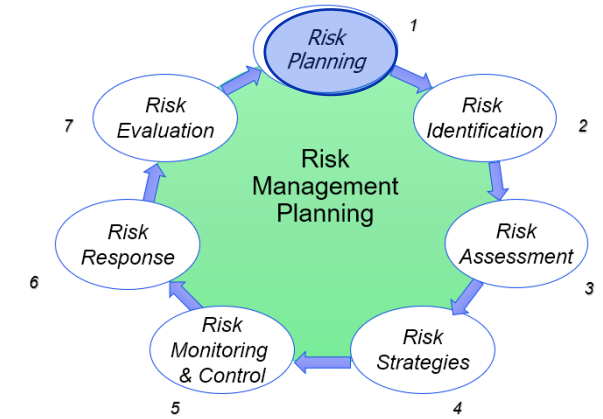 1
Risk
Planning
2
Risk
Identification
3
Risk
Assessment
4
Risk
Strategies
5
Risk
Monitoring
& Control
6
Risk
Response
7
Risk
Evaluation
Risk
Management
Planning